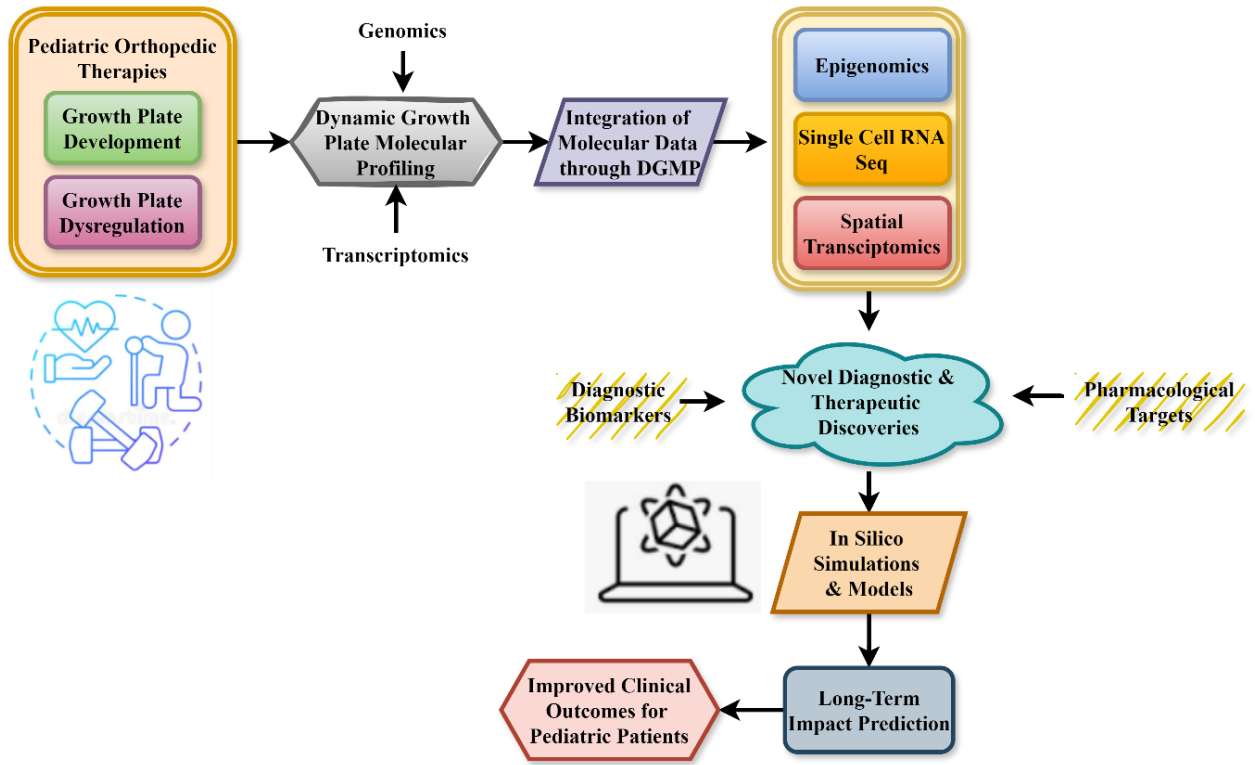 Pediatric Orthopedic
Therapies
Growth Plate
Development
Growth Plate
Dysregulation
Genomics
Dynamic Growth
Plate Molecular
Profiling
Transcriptomics
Integration of
Molecular Data
through DGMP
Epigenomics
Single Cell RNA
Seq
Spatial
Transciptomics
Diagnostic
Biomarkers
Novel Diagnostic &
Therapeutic
Discoveries
Pharmacological
Targets
In Silico
Simulations
& Models
Long-Term
Impact Prediction
Improved Clinical
Outcomes for
Pediatric Patients